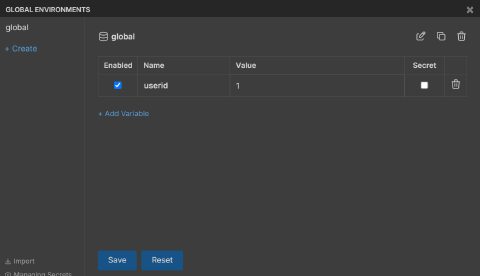 GLOBAL ENVIRONMENTS
global
+ Create
global
Enabled Name Value Secret
userid 1
+ Add Variable
Import
Managing Secrets
Save Reset